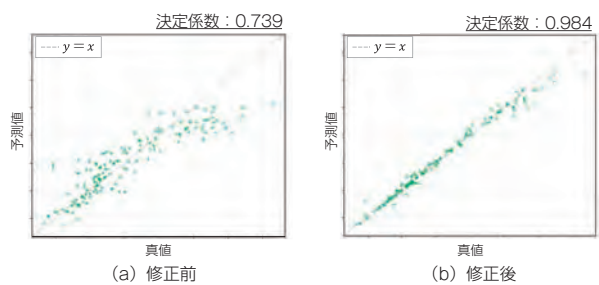 決定係数：0.739
y = x
予測値
真値
(a) 修正前
決定係数：0.984
y = x
予測値
真値
(b) 修正後